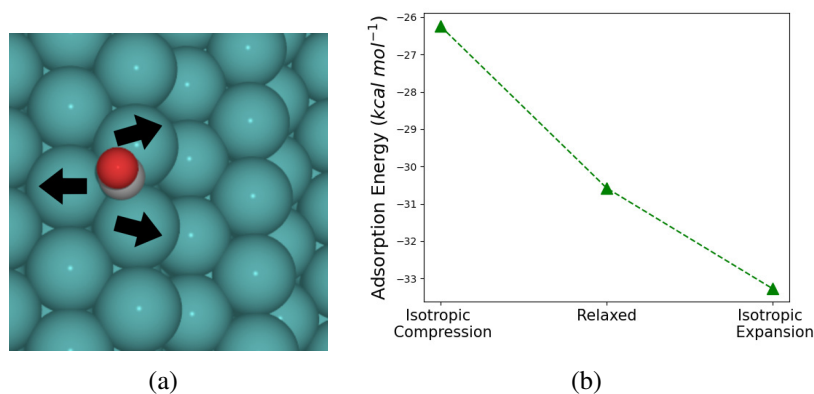 Adsorption Energy (kcal mol⁻¹)
−26
−27
−28
−29
−30
−31
−32
−33
Isotropic
Compression
Relaxed
Isotropic
Expansion
(a)
(b)